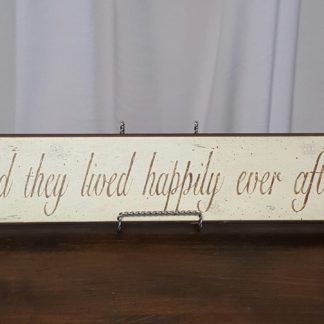 d they lived happily ever aft